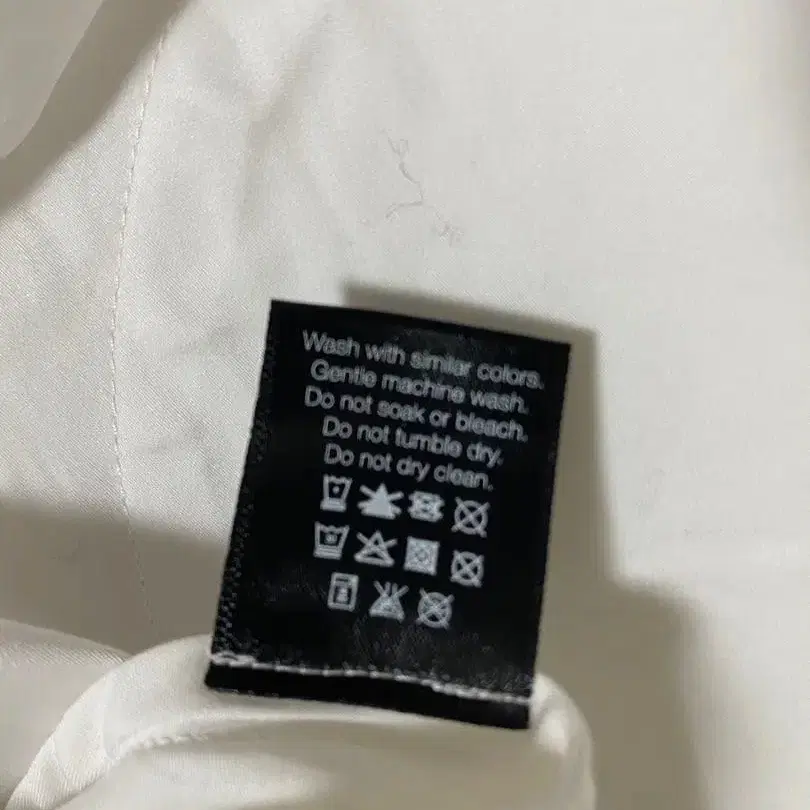 Wash with similar colors.
Gentle machine wash.
Do not soak or bleach.
Do not tumble dry.
Do not dry clean.